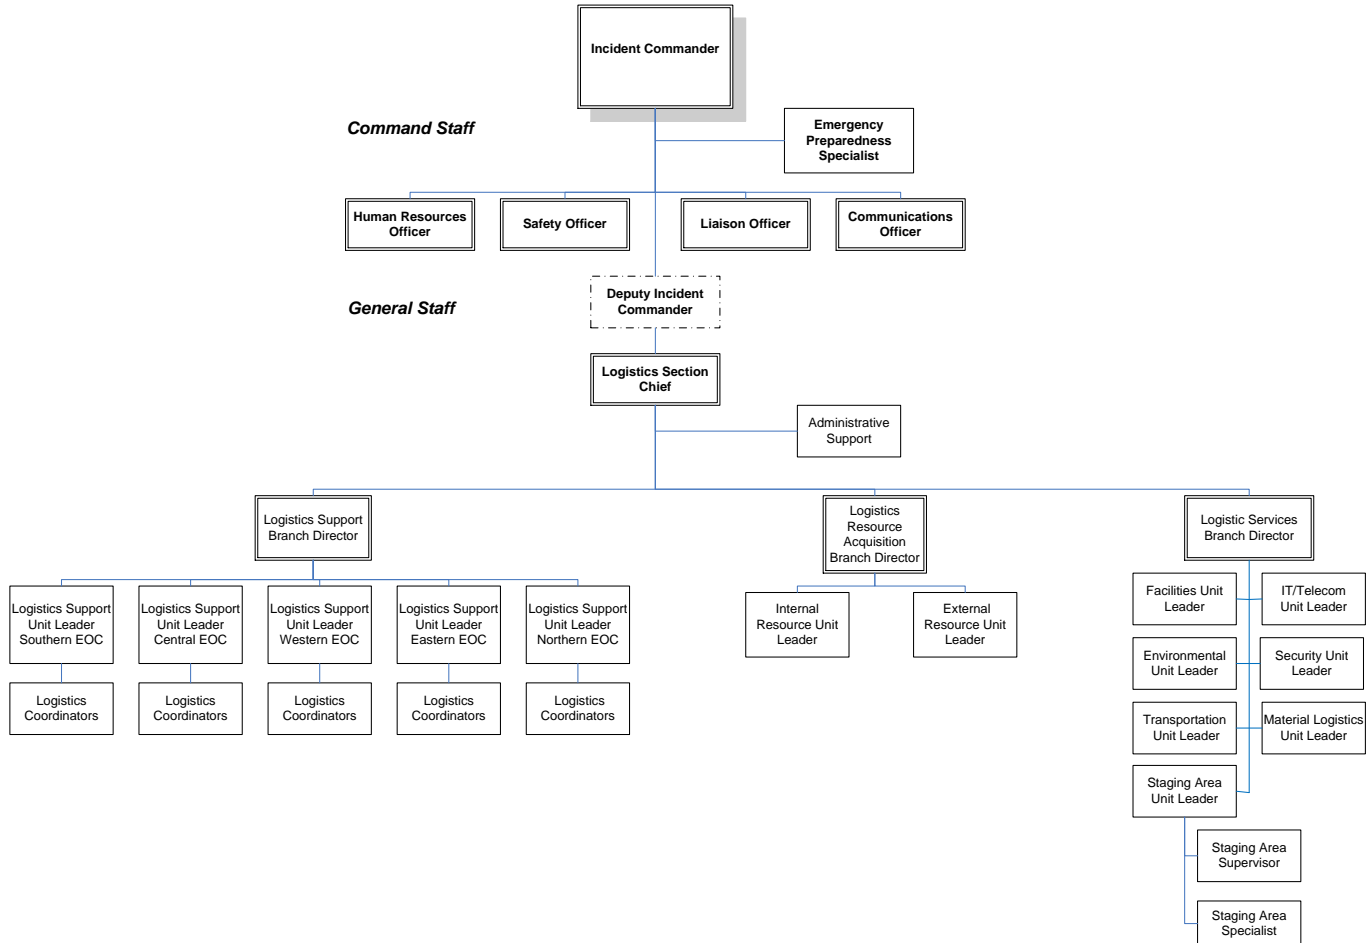 Incident Commander
Command Staff
Emergency
Preparedness
Specialist
Human Resources
Officer
Safety Officer
Liaison Officer
Communications
Officer
General Staff
Deputy Incident
Commander
Logistics Section
Chief
Administrative
Support
Logistics Support
Branch Director
Logistics
Resource
Acquisition
Branch Director
Logistic Services
Branch Director
Logistics Support
Unit Leader
Southern EOC
Logistics Support
Unit Leader
Central EOC
Logistics Support
Unit Leader
Western EOC
Logistics Support
Unit Leader
Eastern EOC
Logistics Support
Unit Leader
Northern EOC
Internal
Resource Unit
Leader
External
Resource Unit
Leader
Facilities Unit
Leader
IT/Telecom
Unit Leader
Environmental
Unit Leader
Security Unit
Leader
Logistics
Coordinators
Logistics
Coordinators
Logistics
Coordinators
Logistics
Coordinators
Logistics
Coordinators
Transportation
Unit Leader
Material Logistics
Unit Leader
Staging Area
Unit Leader
Staging Area
Supervisor
Staging Area
Specialist